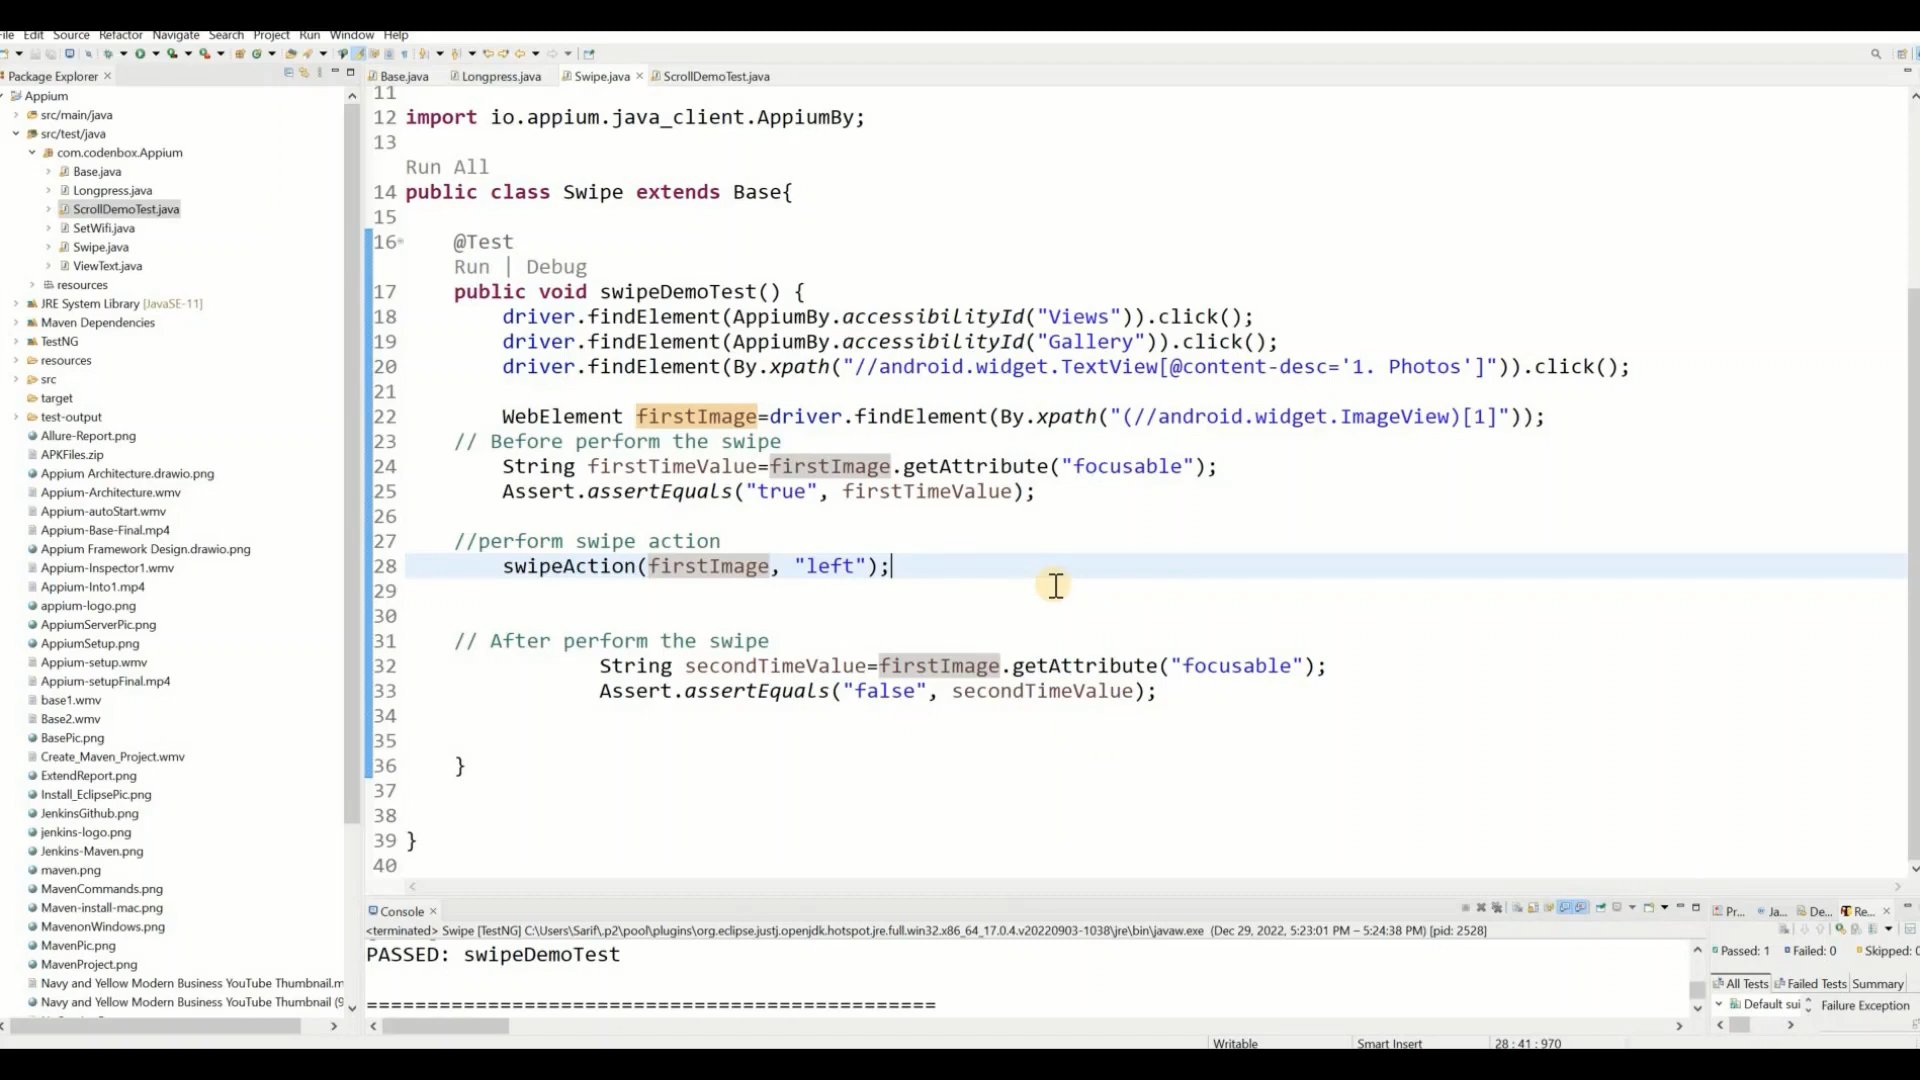 File Edit Source Refactor Navigate Search Project Run Window Help
Package Explorer
Base.java Longpress.java Swipe.java ScrollDemoTest.java
Appium
src/main/java
src/test/java
com.codenbox.Appium
Base.java
Longpress.java
ScrollDemoTest.java
SetWifi.java
Swipe.java
ViewText.java
resources
JRE System Library [JavaSE-11]
Maven Dependencies
TestNG
resources
src
target
test-output
Allure-Report.png
APKFiles.zip
Appium Architecture.drawio.png
Appium-Architecture.wmv
Appium-autoStart.wmv
Appium-Base-Final.mp4
Appium Framework Design.drawio.png
Appium-Inspector1.wmv
Appium-Into1.mp4
appium-logo.png
AppiumServerPic.png
AppiumSetup.png
Appium-setup.wmv
Appium-setupFinal.mp4
base1.wmv
Base2.wmv
BasePic.png
Create_Maven_Project.wmv
ExtendReport.png
Install_EclipsePic.png
JenkinsGithub.png
jenkins-logo.png
Jenkins-Maven.png
maven.png
MavenCommands.png
Maven-install-mac.png
MavenonWindows.png
MavenPic.png
MavenProject.png
Navy and Yellow Modern Business YouTube Thumbnail.m
Navy and Yellow Modern Business YouTube Thumbnail (9
11
12 import io.appium.java_client.AppiumBy;
13
Run All
14 public class Swipe extends Base{
15
16 @Test
Run | Debug
17 public void swipeDemoTest() {
18 driver.findElement(AppiumBy.accessibilityId("Views")).click();
19 driver.findElement(AppiumBy.accessibilityId("Gallery")).click();
20 driver.findElement(By.xpath("//android.widget.TextView[@content-desc='1. Photos']")).click();
21
22 WebElement firstImage=driver.findElement(By.xpath("(//android.widget.ImageView)[1]"));
23 // Before perform the swipe
24 String firstTimeValue=firstImage.getAttribute("focusable");
25 Assert.assertEquals("true", firstTimeValue);
26
27 //perform swipe action
28 swipeAction(firstImage, "left");
29
30
31 // After perform the swipe
32 String secondTimeValue=firstImage.getAttribute("focusable");
33 Assert.assertEquals("false", secondTimeValue);
34
35
36 }
37
38
39 }
40
Console
<terminated> Swipe [TestNG] C:\Users\Sarif\.p2\pool\plugins\org.eclipse.justj.openjdk.hotspot.jre.full.win32.x86_64_17.0.4.v20220903-1038\jre\bin\javaw.exe (Dec 29, 2022, 5:23:01 PM – 5:24:38 PM) [pid: 2528]
PASSED: swipeDemoTest
===============================================
Pr... Ja... De... Re...
Passed: 1 Failed: 0 Skipped: 0
All Tests Failed Tests Summary
Default sui Failure Exception
Writable Smart Insert 28 : 41 : 970